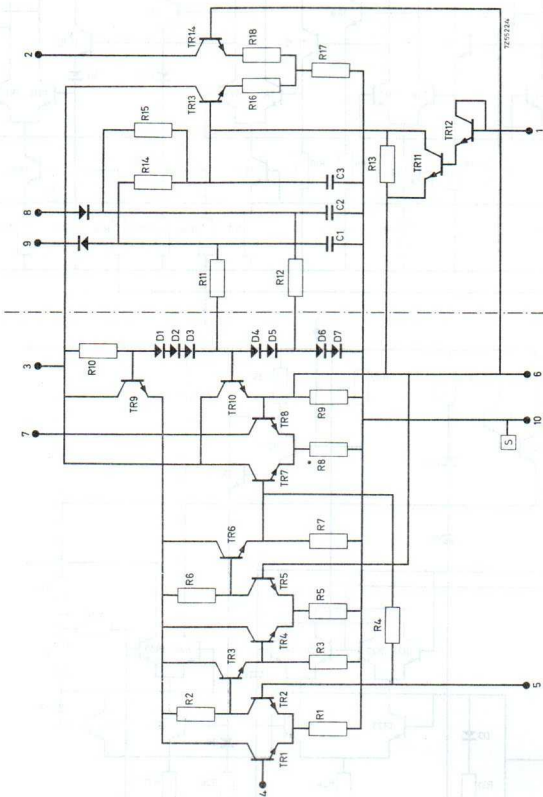 2
TR14
R18
R17
TR13
R16
R15
R14
7Z55224
8
9
C3
C2
C1
R13
TR11
TR12
1
R11
R12
3
R10
D1
D2
D3
D4
D5
D6
D7
TR9
TR10
7
TR8
R9
6
TR7
R8
10
S
TR6
R7
R6
TR5
R5
R4
TR4
TR3
R3
R2
TR2
R1
TR1
4
5